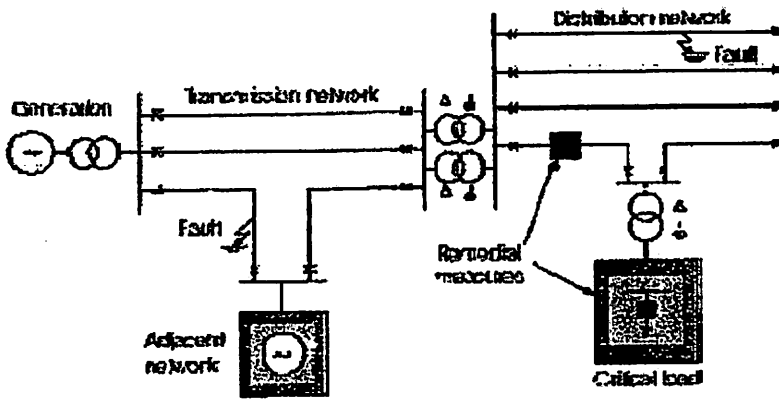 Distribution network
Fault
Generation
Transmission network
Δ
Δ
Fault
Remedial
measures
Δ
Adjacent
network
Critical load